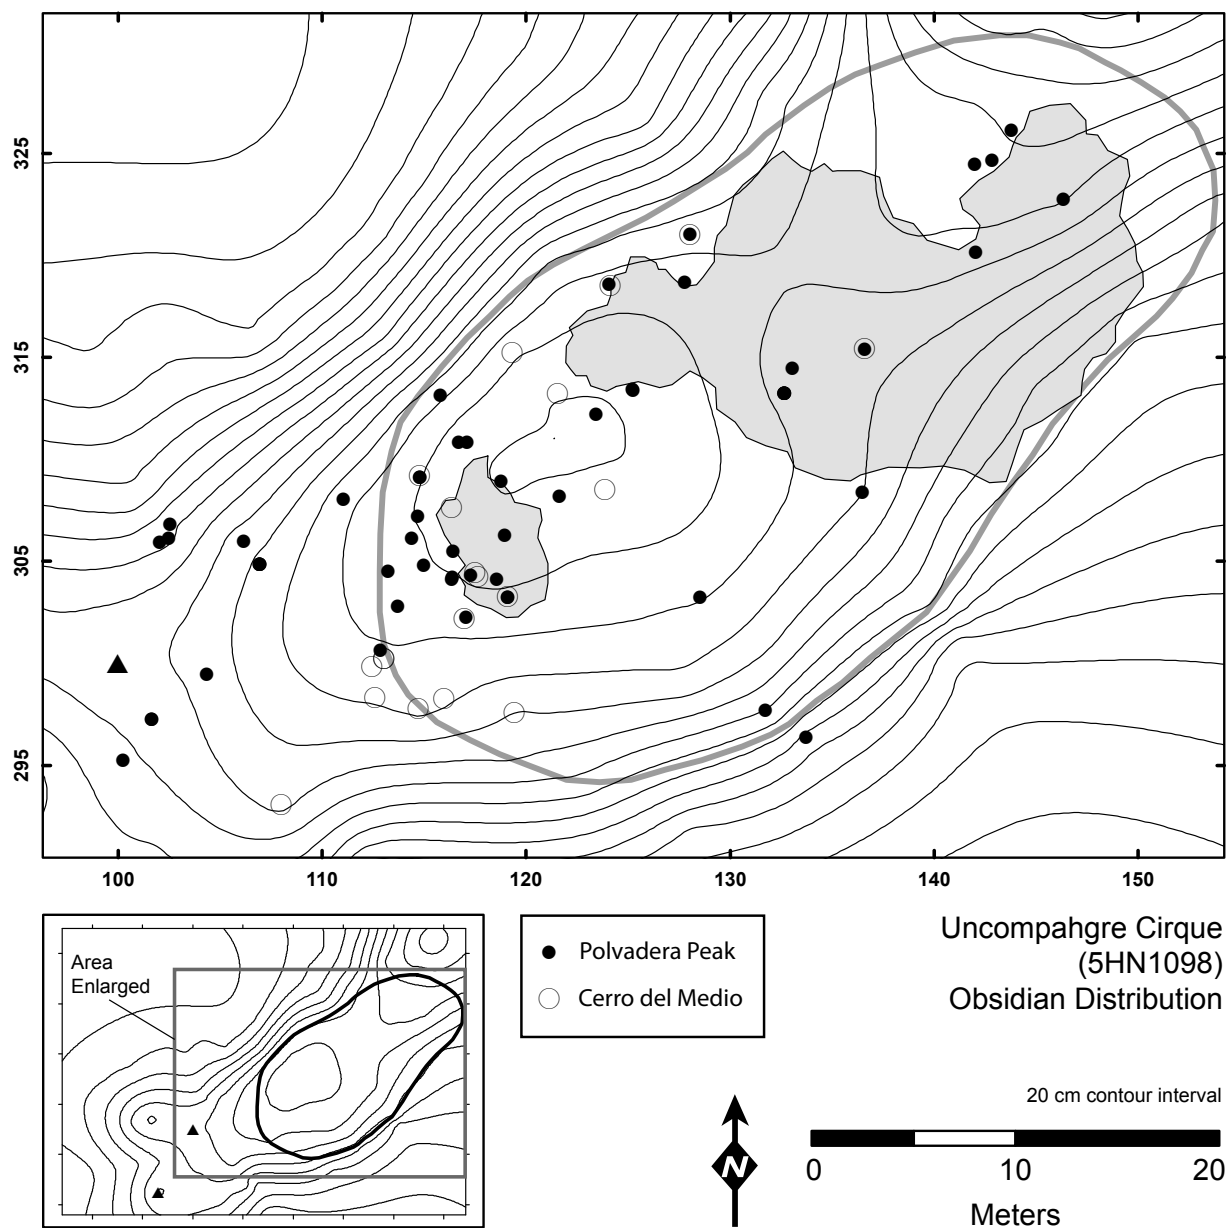 325
315
305
295
100
110
120
130
140
150
Area
Enlarged
Polvadera Peak
Cerro del Medio
Uncompahgre Cirque
(5HN1098)
Obsidian Distribution
20 cm contour interval
N
0
10
20
Meters